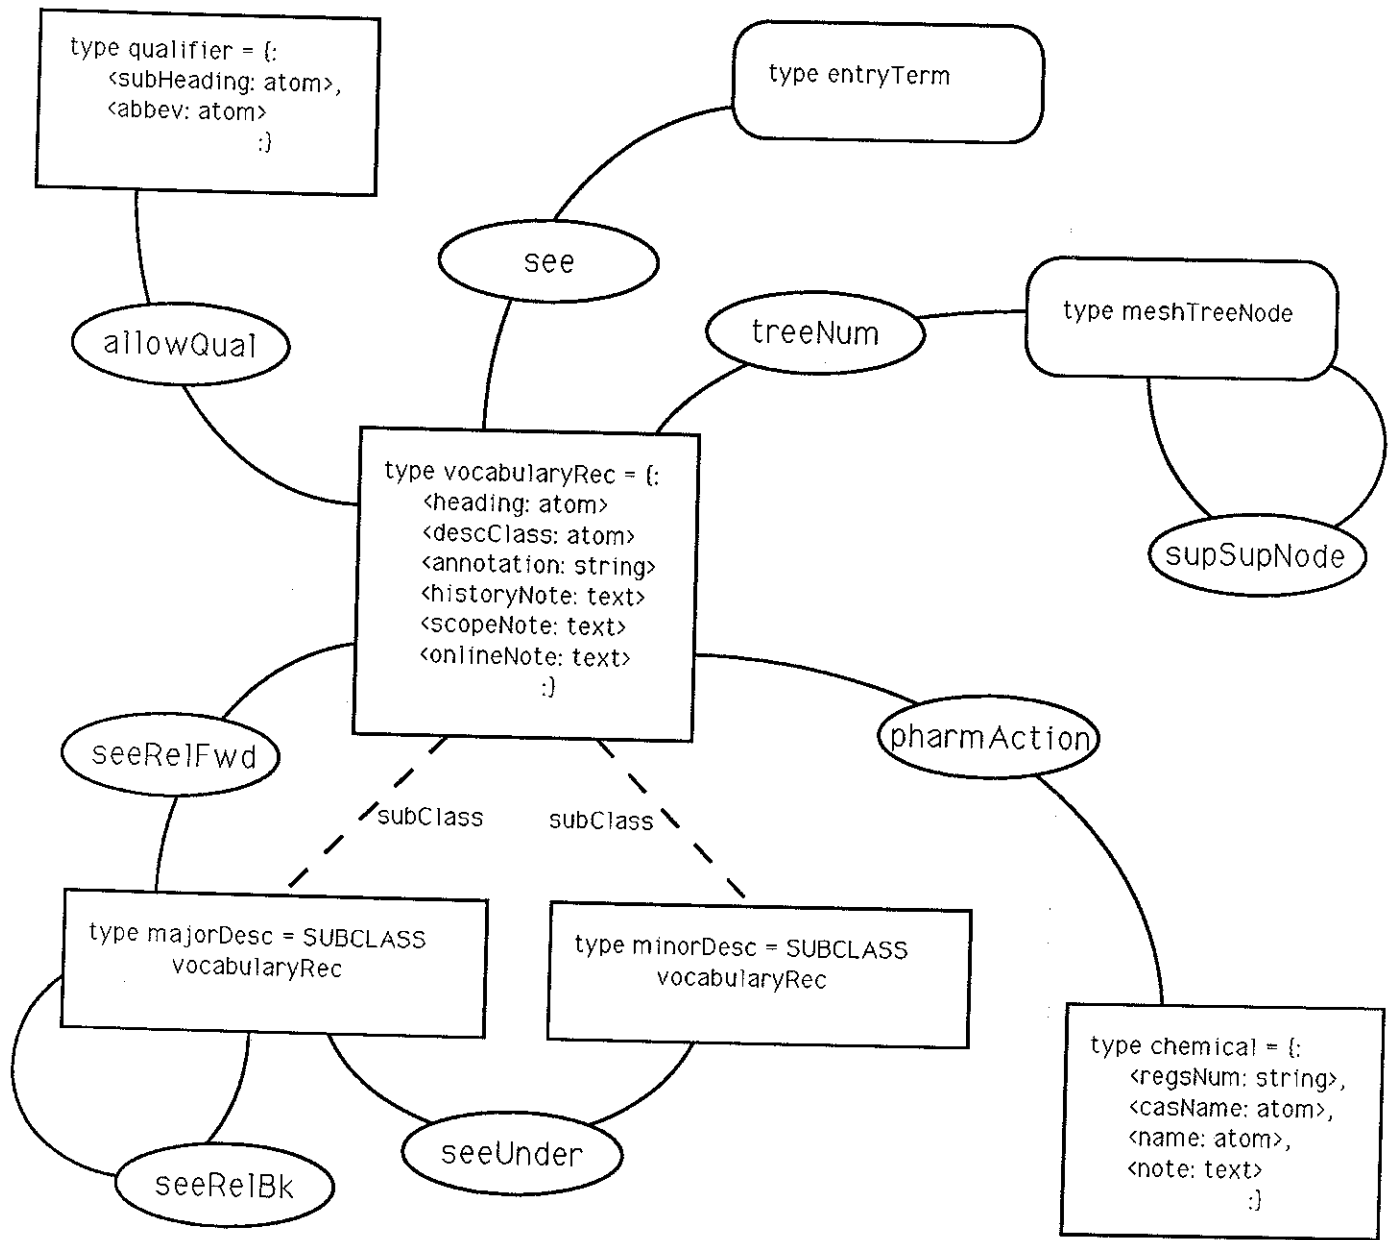 type qualifier = {:
<subHeading: atom>,
<abbev: atom>
:}
type entryTerm
see
treeNum
type meshTreeNode
allowQual
supSupNode
type vocabularyRec = {:
<heading: atom>
<descClass: atom>
<annotation: string>
<historyNote: text>
<scopeNote: text>
<onlineNote: text>
:}
seeRelFwd
pharmAction
subClass
subClass
type majorDesc = SUBCLASS
vocabularyRec
type minorDesc = SUBCLASS
vocabularyRec
type chemical = {:
<regsNum: string>,
<casName: atom>,
<name: atom>,
<note: text>
:}
seeUnder
seeRelBk